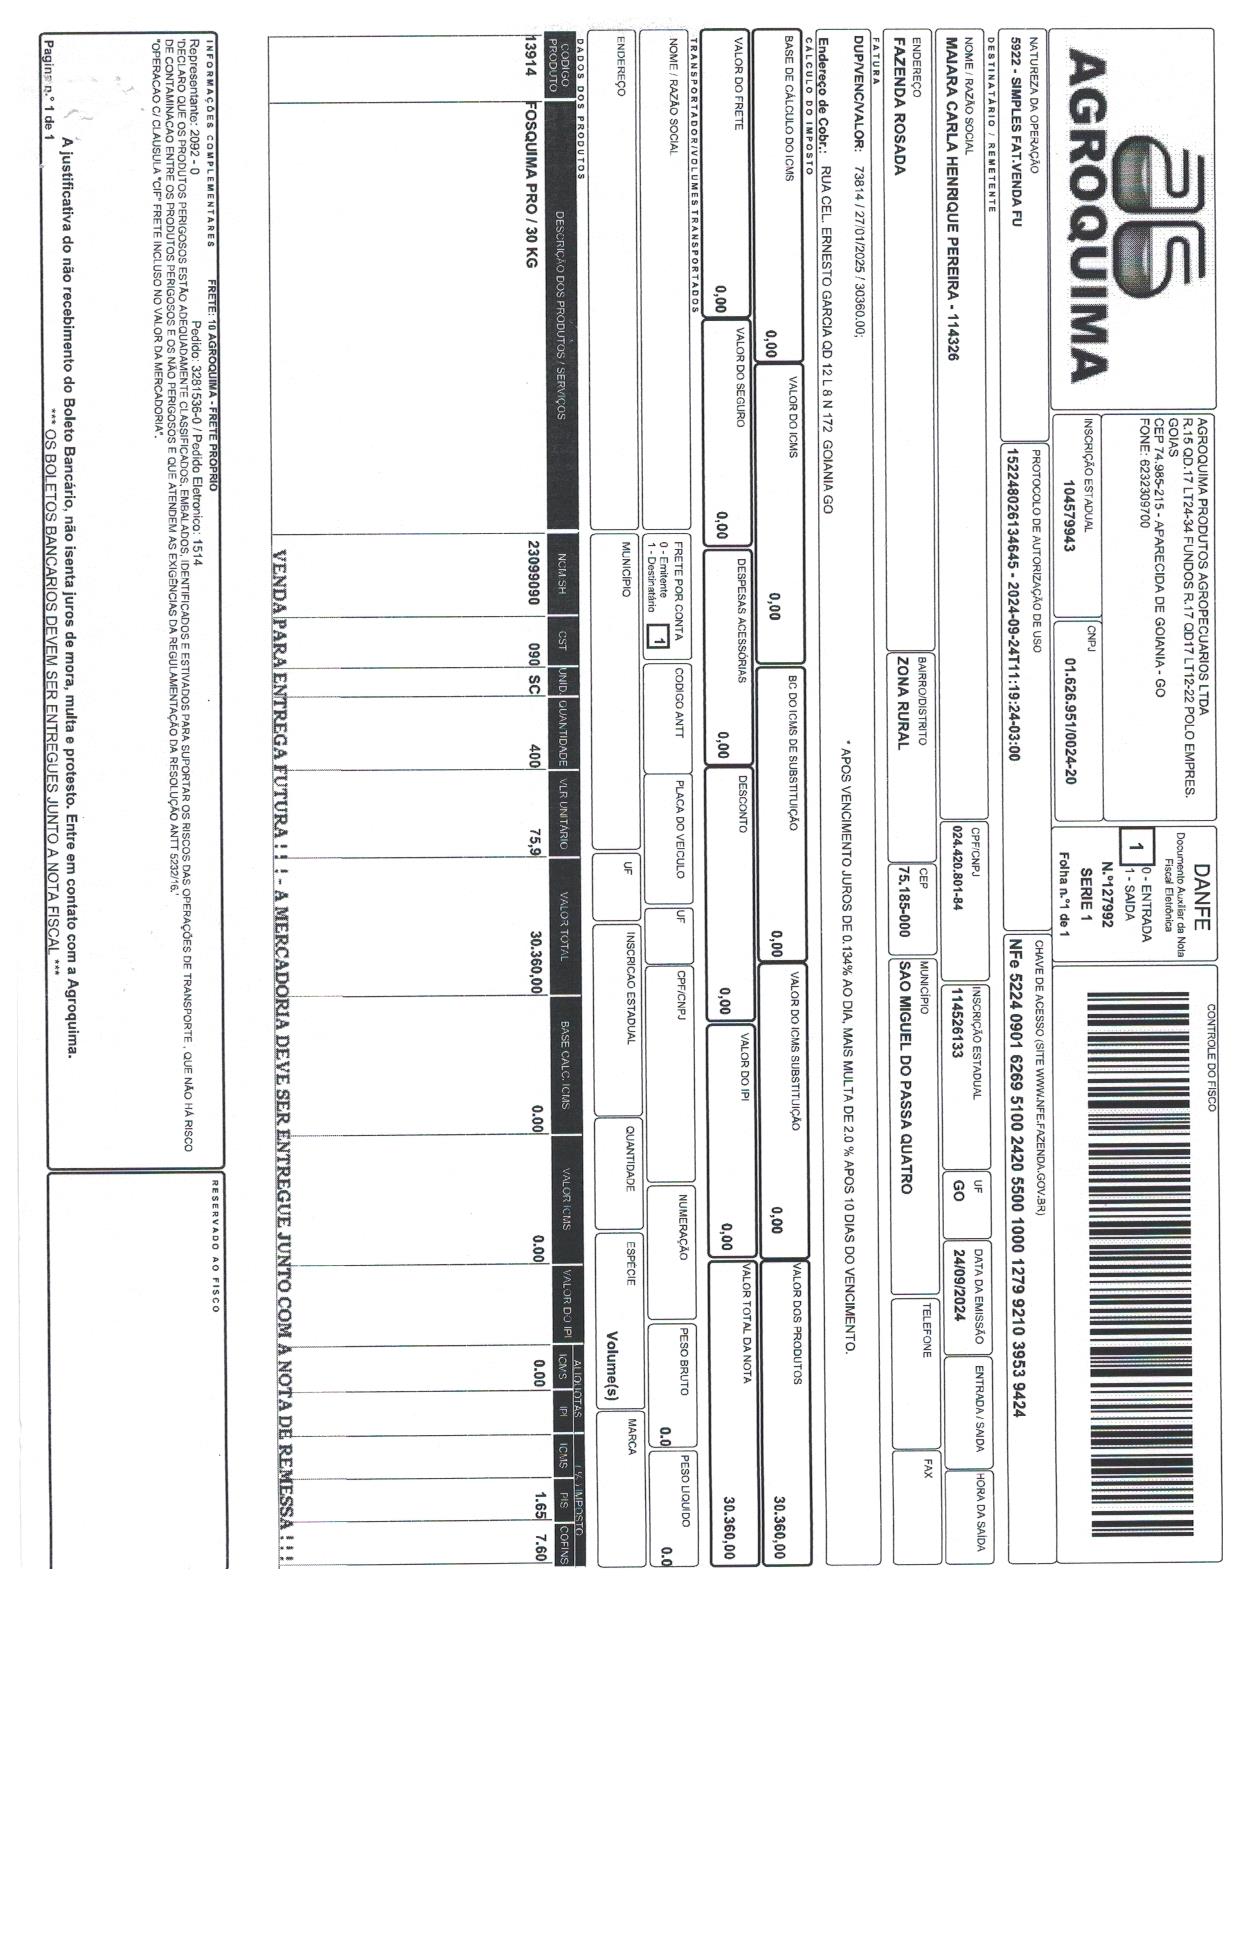 AGROQUIMA
AGROQUIMA PRODUTOS AGROPECUARIOS LTDA
R.15 QD.17 LT24-34 FUNDOS R.17 QD17 LT12-22 POLO EMPRES.
GOIAS
CEP 74.985-215 - APARECIDA DE GOIANIA - GO
FONE: 6232309700
INSCRIÇÃO ESTADUAL
104579943
CNPJ
01.626.951/0024-20
DANFE
Documento Auxiliar da Nota
Fiscal Eletrônica
1
0 - ENTRADA
1 - SAIDA
N.º127992
SERIE 1
Folha n.º1 de 1
CONTROLE DO FISCO
NATUREZA DA OPERAÇÃO
5922 - SIMPLES FAT.VENDA FU
PROTOCOLO DE AUTORIZAÇÃO DE USO
152248026134645 - 2024-09-24T11:19:24-03:00
CHAVE DE ACESSO (SITE WWW.NFE.FAZENDA.GOV.BR)
NFe 5224 0901 6269 5100 2420 5500 1000 1279 9210 3953 9424
DESTINATÁRIO / REMETENTE
NOME / RAZÃO SOCIAL
MAIARA CARLA HENRIQUE PEREIRA - 114326
CPF/CNPJ
024.420.801-84
INSCRIÇÃO ESTADUAL
114526133
UF
GO
DATA DA EMISSÃO
24/09/2024
ENTRADA / SAIDA
HORA DA SAÍDA
ENDEREÇO
FAZENDA ROSADA
BAIRRO/DISTRITO
ZONA RURAL
CEP
75.185-000
MUNICÍPIO
SAO MIGUEL DO PASSA QUATRO
TELEFONE
FAX
FATURA
DUP/VENC/VALOR: 73814 / 27/01/2025 / 30360.00;
* APOS VENCIMENTO JUROS DE 0.134% AO DIA, MAIS MULTA DE 2.0 % APOS 10 DIAS DO VENCIMENTO.
Endereço de Cobr.: RUA CEL. ERNESTO GARCIA QD 12 L 8 N 172 GOIANIA GO
CÁLCULO DO IMPOSTO
BASE DE CÁLCULO DO ICMS
0,00
VALOR DO ICMS
0,00
BC DO ICMS DE SUBSTITUIÇÃO
0,00
VALOR DO ICMS SUBSTITUIÇÃO
0,00
VALOR DOS PRODUTOS
30.360,00
VALOR DO FRETE
0,00
VALOR DO SEGURO
0,00
DESPESAS ACESSÓRIAS
0,00
DESCONTO
0,00
VALOR DO IPI
0,00
VALOR TOTAL DA NOTA
30.360,00
TRANSPORTADOR/VOLUMES TRANSPORTADOS
NOME / RAZÃO SOCIAL
FRETE POR CONTA
0 - Emitente
1 - Destinatário
1
CODIGO ANTT
PLACA DO VEICULO
UF
CPF/CNPJ
NUMERAÇÃO
PESO BRUTO
0.0
PESO LIQUIDO
0.0
ENDEREÇO
MUNICÍPIO
UF
INSCRICAO ESTADUAL
QUANTIDADE
ESPÉCIE
Volume(s)
MARCA
DADOS DOS PRODUTOS
CODIGO PRODUTO DESCRIÇÃO DOS PRODUTOS / SERVIÇOS NCM/SH CST UNID. QUANTIDADE VLR UNITÁRIO VALOR TOTAL BASE CALC. ICMS VALOR ICMS VALOR DO IPI ALIQUOTAS ICMS IPI (%) IMPOSTO ICMS PIS COFINS
13914 FOSQUIMA PRO / 30 KG 23099090 090 SC 400 75,9 30.360,00 0.00 0.00 0.00 1.65 7.60
VENDA PARA ENTREGA FUTURA ! ! ! - A MERCADORIA DEVE SER ENTREGUE JUNTO COM A NOTA DE REMESSA ! ! !
INFORMAÇÕES COMPLEMENTARES
FRETE: 10 AGROQUIMA - FRETE PROPRIO
Representante: 2092 - 0 Pedido: 3281536-0 / Pedido Eletronico: 1514
'DECLARO QUE OS PRODUTOS PERIGOSOS ESTÃO ADEQUADAMENTE CLASSIFICADOS, EMBALADOS, IDENTIFICADOS E ESTIVADOS PARA SUPORTAR OS RISCOS DAS OPERAÇÕES DE TRANSPORTE , QUE NÃO HÁ RISCO
DE CONTAMINACAO ENTRE OS PRODUTOS PERIGOSOS E OS NÃO PERIGOSOS E QUE ATENDEM AS EXIGÊNCIAS DA REGULAMENTAÇÃO DA RESOLUÇÃO ANTT 5232/16.'
"OPERACAO C/ CLAUSULA "CIF" FRETE INCLUSO NO VALOR DA MERCADORIA".
RESERVADO AO FISCO
A justificativa do não recebimento do Boleto Bancário, não isenta juros de mora, multa e protesto. Entre em contato com a Agroquima.
*** OS BOLETOS BANCÁRIOS DEVEM SER ENTREGUES JUNTO A NOTA FISCAL ***
Pagina n.º 1 de 1